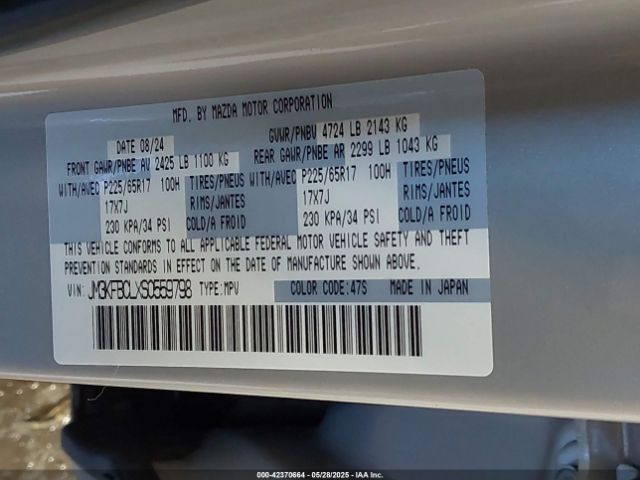 MFD. BY MAZDA MOTOR CORPORATION
DATE 08/24 GVWR/PNBV 4724 LB 2143 KG
FRONT GAWR/PNBE AV 2425 LB 1100 KG REAR GAWR/PNBE AR 2299 LB 1043 KG
WITH/AVEC P225/65R17 100H TIRES/PNEUS WITH/AVEC P225/65R17 100H TIRES/PNEUS
17X7J RIMS/JANTES 17X7J RIMS/JANTES
230 KPA/34 PSI COLD/A FROID 230 KPA/34 PSI COLD/A FROID
THIS VEHICLE CONFORMS TO ALL APPLICABLE FEDERAL MOTOR VEHICLE SAFETY AND THEFT
PREVENTION STANDARDS IN EFFECT ON THE DATE OF MANUFACTURE SHOWN ABOVE.
VIN: JM3KFBCLXS0559798 TYPE: MPV COLOR CODE: 47S MADE IN JAPAN
000-42370664 - 05/28/2025 - IAA Inc.